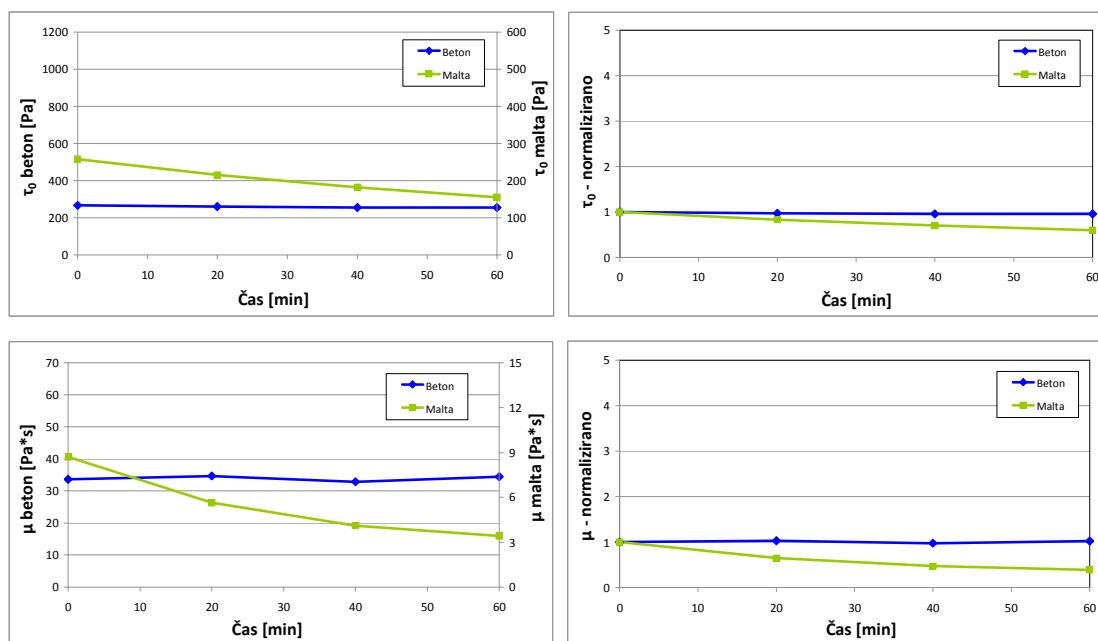 τ0 beton [Pa]
1200
1000
800
600
400
200
0
600
500
400
300
200
100
0
τ0 malta [Pa]
Beton
Malta
0 10 20 30 40 50 60
Čas [min]
τ0 - normalizirano
5
4
3
2
1
0
Beton
Malta
0 10 20 30 40 50 60
Čas [min]
μ beton [Pa*s]
70
60
50
40
30
20
10
0
15
12
9
6
3
0
μ malta [Pa*s]
Beton
Malta
0 10 20 30 40 50 60
Čas [min]
μ - normalizirano
5
4
3
2
1
0
Beton
Malta
0 10 20 30 40 50 60
Čas [min]